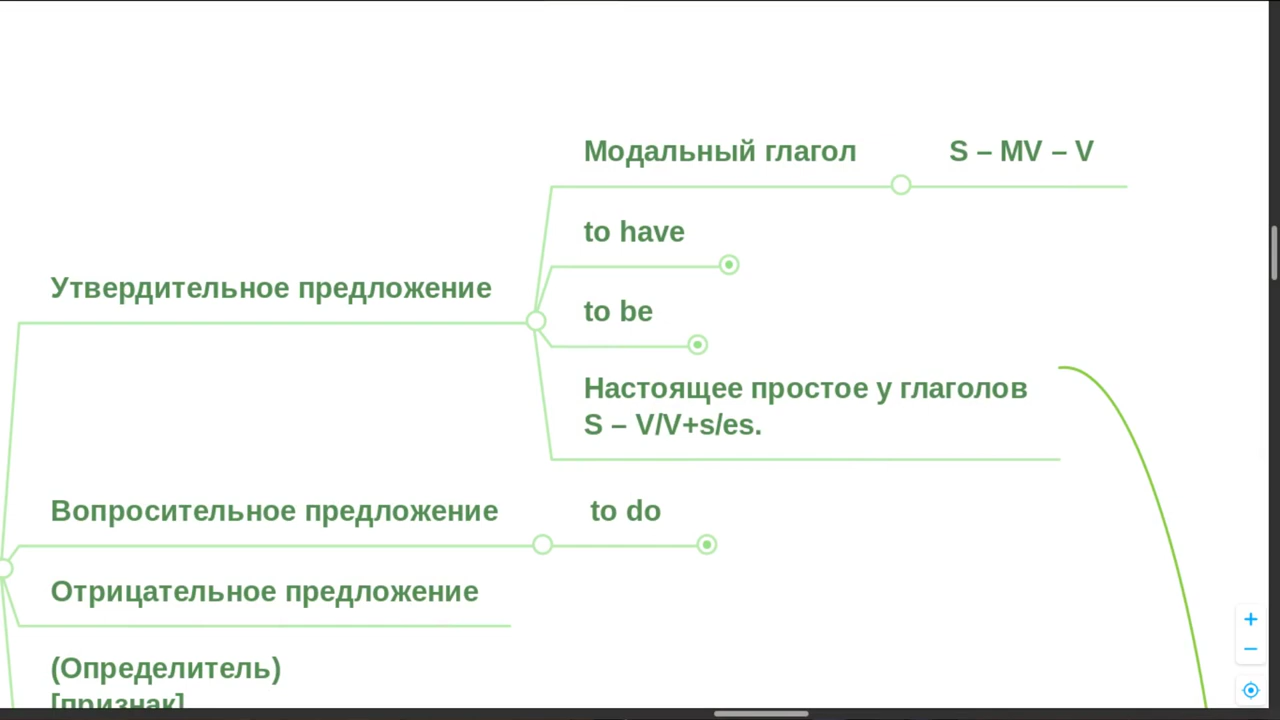 Модальный глагол
S – MV – V
to have
Утвердительное предложение
to be
Настоящее простое у глаголов
S – V/V+s/es.
Вопросительное предложение
to do
Отрицательное предложение
(Определитель)
[признак]